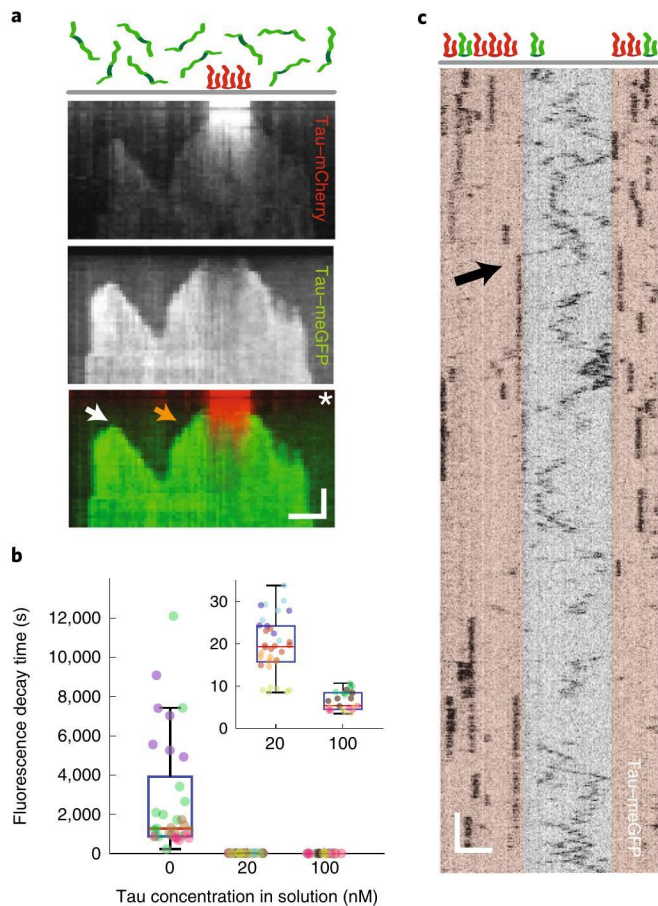 a
Tau–mCherry
Tau–meGFP
*
b
Fluorescence decay time (s)
12,000
10,000
8,000
6,000
4,000
2,000
0
30
20
10
0
20
100
0
20
100
Tau concentration in solution (nM)
c
Tau–meGFP